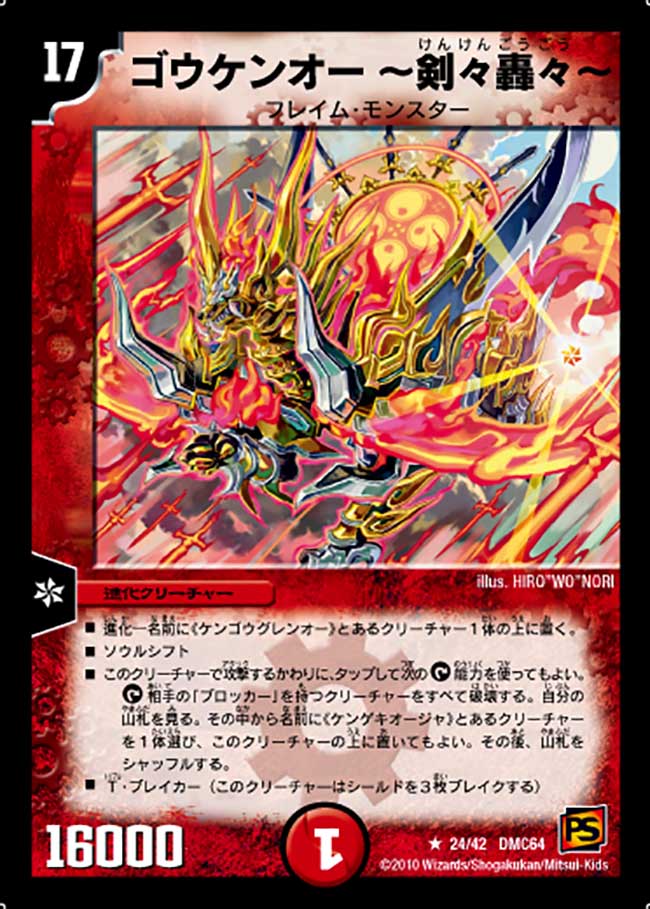 17
けんけんごうごう
ゴウケンオー ～剣々轟々～
フレイム・モンスター
illus. HIRO"WO"NORI
進化クリーチャー
■ 進化－名前に《ケンゴウグレンオー》とあるクリーチャー１体の上に置く。
■ ソウルシフト
■ このクリーチャーで攻撃するかわりに、タップして次の 能力を使ってもよい。
相手の「ブロッカー」を持つクリーチャーをすべて破壊する。自分の
山札を見る。その中から名前に《ケンゲキオージャ》とあるクリーチャー
を１体選び、このクリーチャーの上に置いてもよい。その後、山札を
シャッフルする。
■ Ｔ・ブレイカー（このクリーチャーはシールドを３枚ブレイクする）
16000
1
★ 24/42 DMC64
PS
©2010 Wizards/Shogakukan/Mitsui-Kids